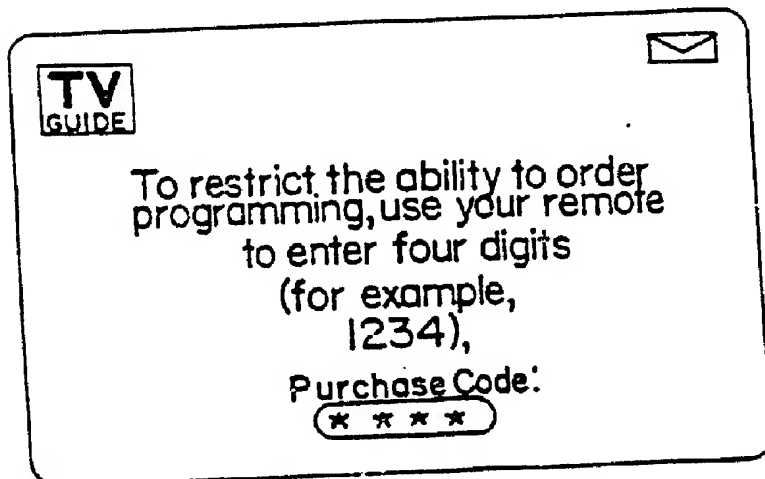 TV
GUIDE
To restrict the ability to order
programming, use your remote
to enter four digits
(for example,
1234),
Purchase Code:
* * * *